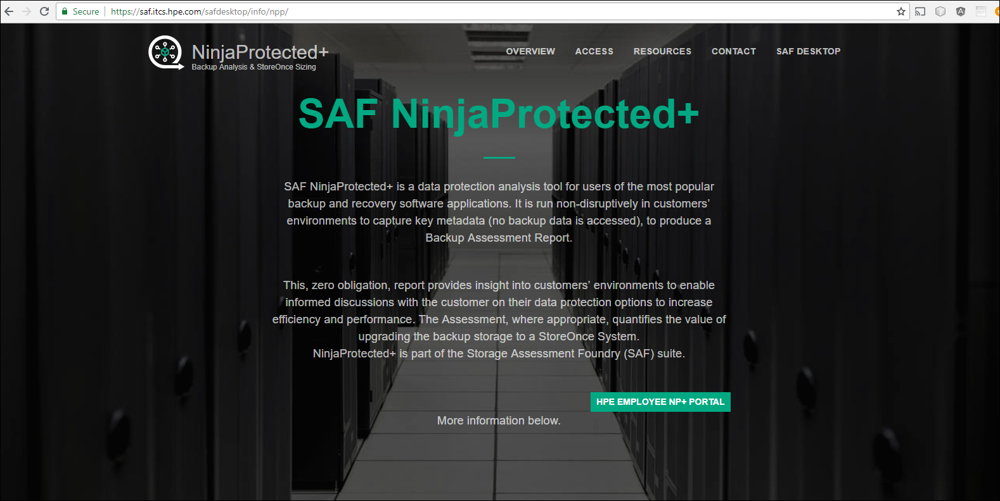 Secure
https://saf.itcs.hpe.com/safdesktop/info/npp/
NinjaProtected+
Backup Analysis & StoreOnce Sizing
OVERVIEW
ACCESS
RESOURCES
CONTACT
SAF DESKTOP
SAF NinjaProtected+
SAF NinjaProtected+ is a data protection analysis tool for users of the most popular
backup and recovery software applications. It is run non-disruptively in customers’
environments to capture key metadata (no backup data is accessed), to produce a
Backup Assessment Report.
This, zero obligation, report provides insight into customers’ environments to enable
informed discussions with the customer on their data protection options to increase
efficiency and performance. The Assessment, where appropriate, quantifies the value of
upgrading the backup storage to a StoreOnce System.
NinjaProtected+ is part of the Storage Assessment Foundry (SAF) suite.
HPE EMPLOYEE NP+ PORTAL
More information below.